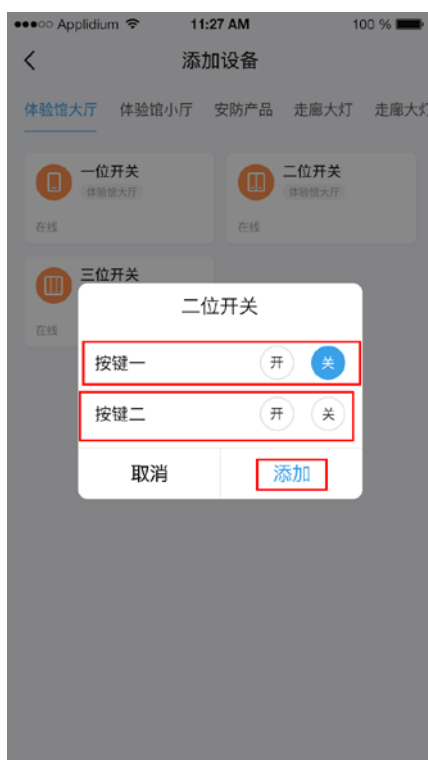 ●●●○○ Applidium 11:27 AM 100 %
添加设备
体验馆大厅 体验馆小厅 安防产品 走廊大灯 走廊大灯
一位开关 二位开关
体验馆大厅 体验馆大厅
在线 在线
三位开关
在线
二位开关
按键一 开 关
按键二 开 关
取消 添加